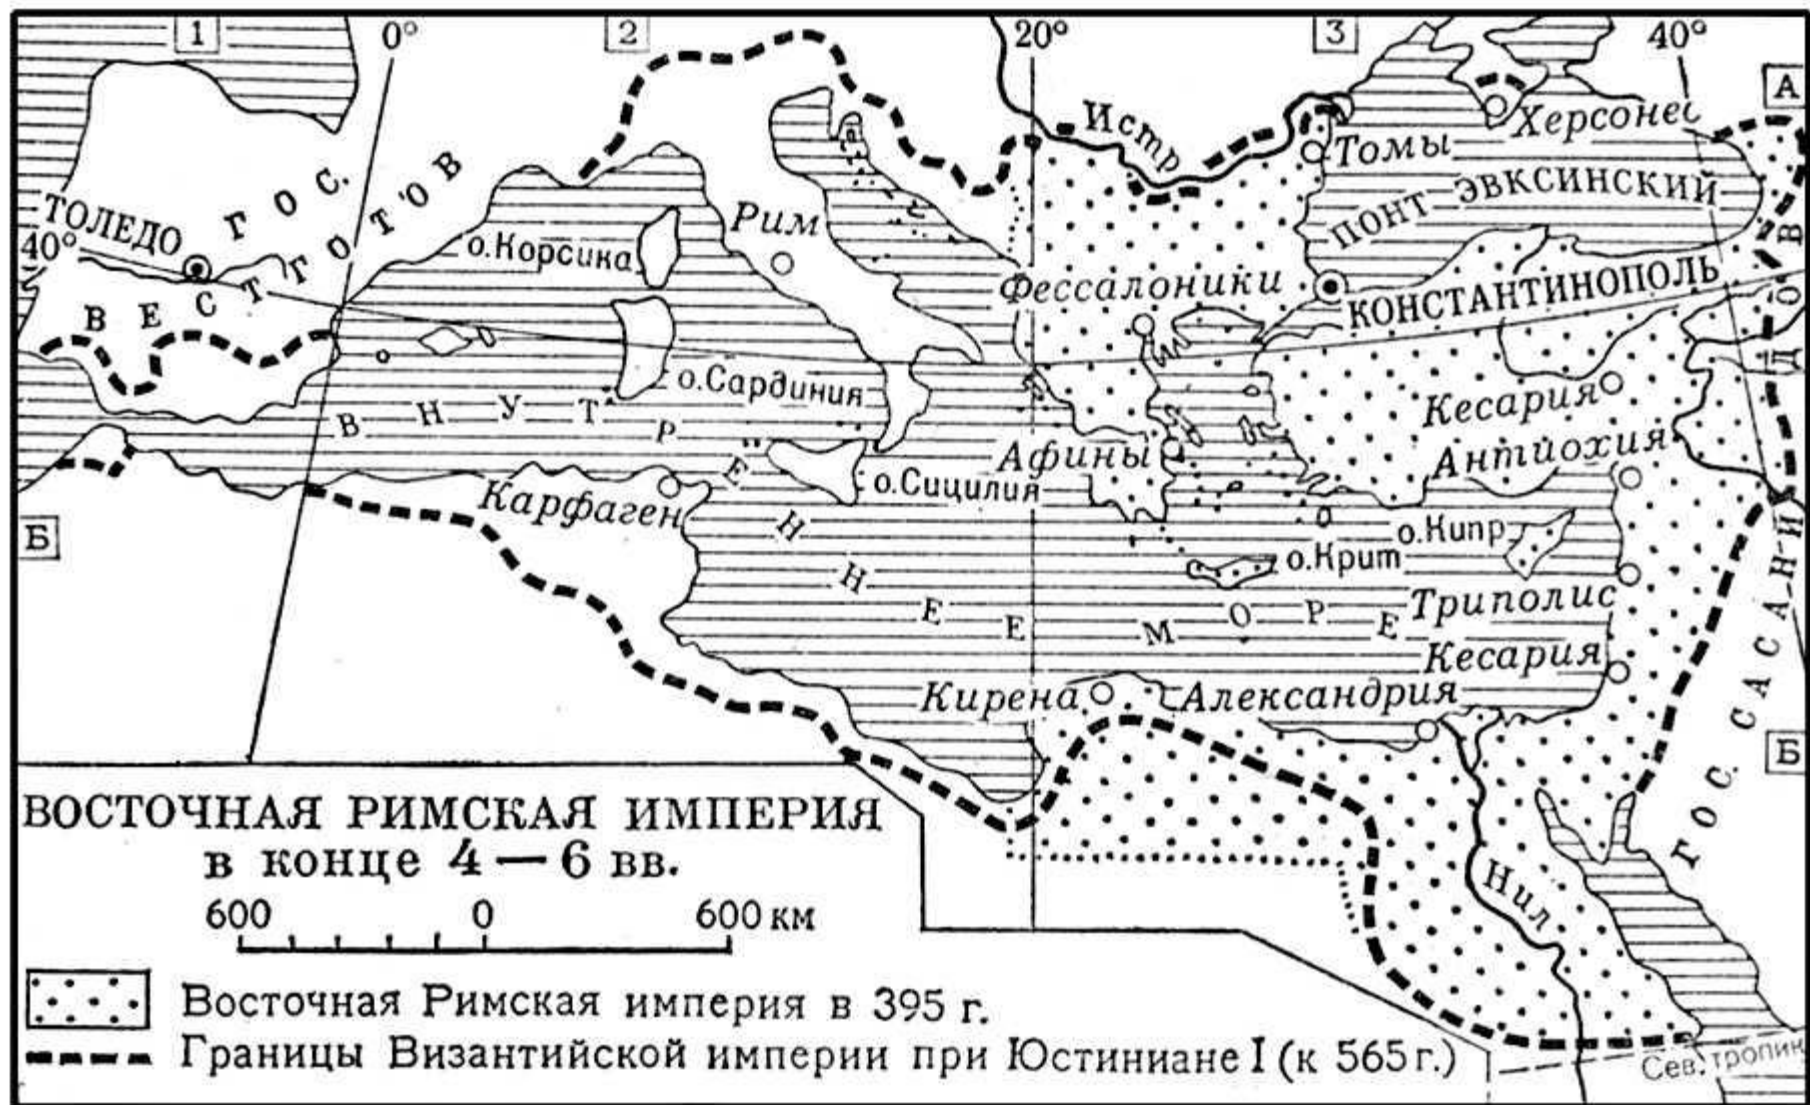 1
0°
2
20°
3
40°
А
Истр
Херсонес
Томы
ПОНТ ЭВКСИНСКИЙ
ТОЛЕДО
40°
ГОС.
ВЕСТГОТОВ
Рим
о.Корсика
Фессалоники
КОНСТАНТИНОПОЛЬ
о.Сардиния
Кесария
Антиохия
Афины
о.Сицилия
Карфаген
ВНУТРЕННЕЕ МОРЕ
о.Кипр
о.Крит
Триполис
Кесария
Кирена
Александрия
Б
Б
ГОС. САСАНИДОВ
Нил
ВОСТОЧНАЯ РИМСКАЯ ИМПЕРИЯ
в конце 4 — 6 вв.
600 0 600 км
Восточная Римская империя в 395 г.
Границы Византийской империи при Юстиниане I (к 565 г.)
Сев. тропик